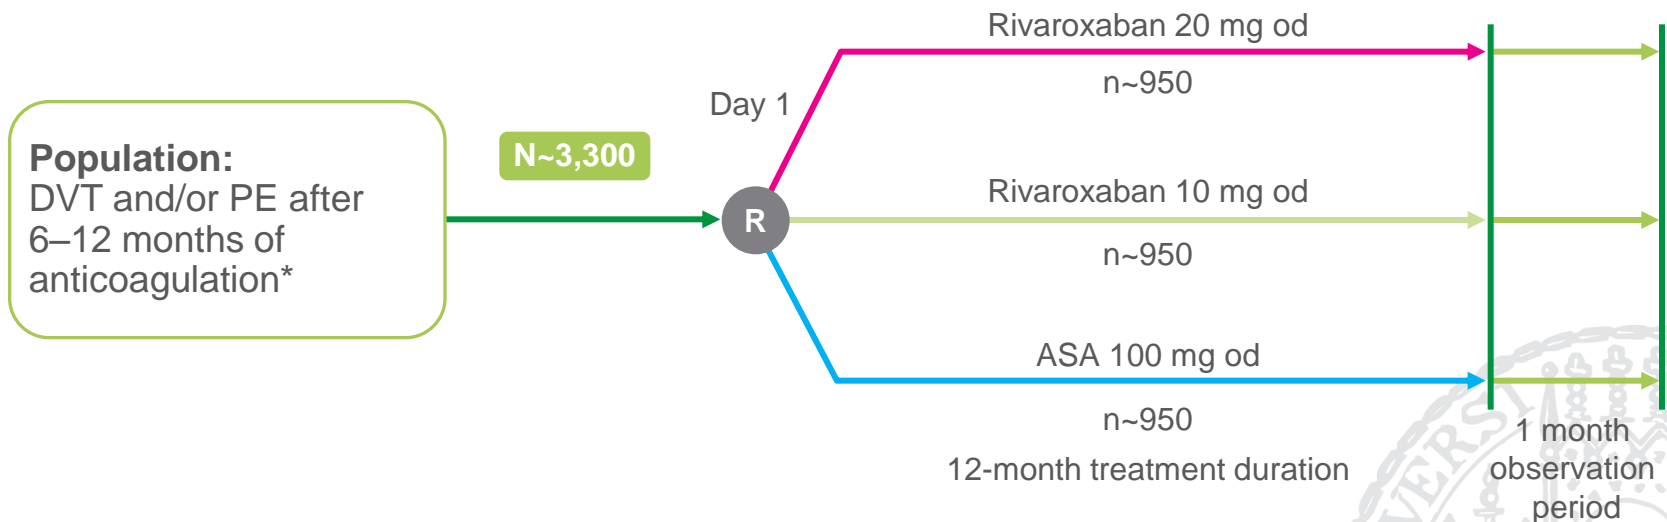 Population:
DVT and/or PE after
6–12 months of
anticoagulation*
N~3,300
Day 1
R
Rivaroxaban 20 mg od
n~950
Rivaroxaban 10 mg od
n~950
ASA 100 mg od
n~950
12-month treatment duration
1 month
observation
period
VERST